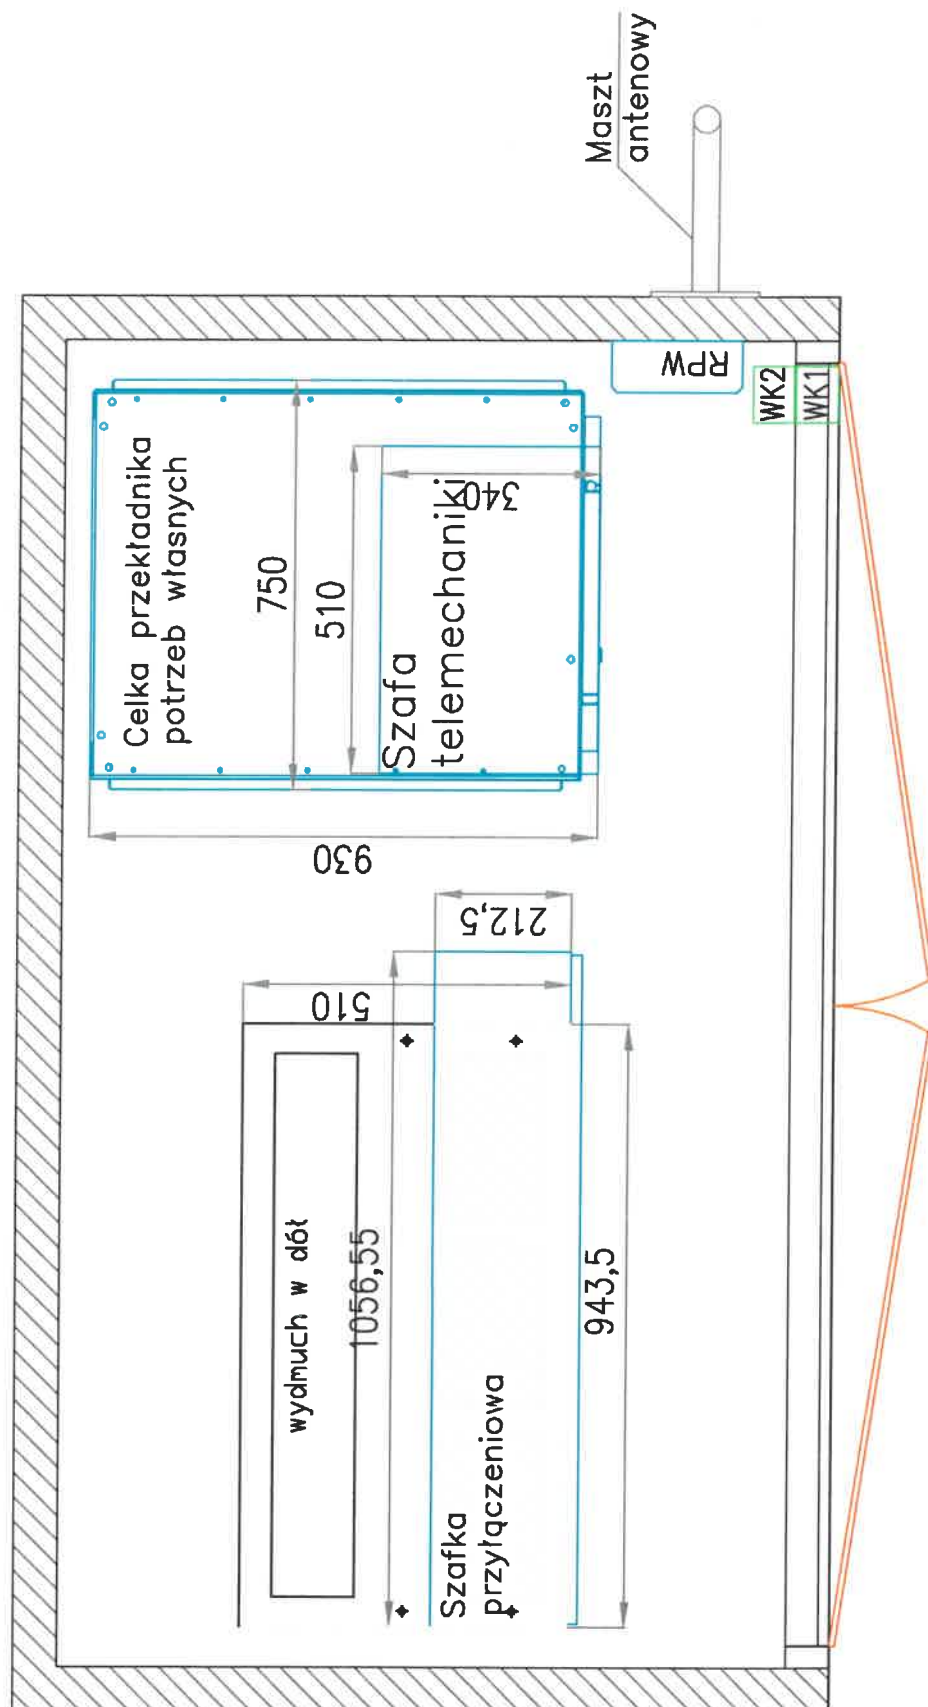 Maszt
antenowy
RPW
WK2
WK1
Celka przekładnika
potrzeb własnych
750
510
340
Szafa
telemechaniki
930
212,5
510
wydmuch w dół
1056,55
943,5
Szafka
przyłączeniowa